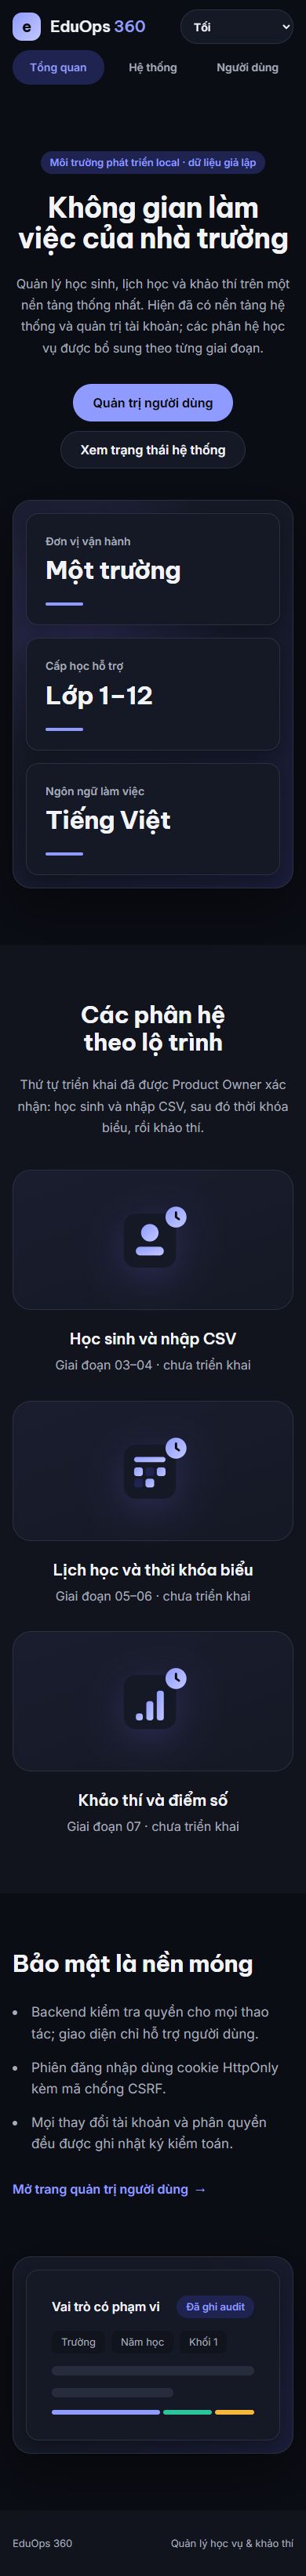 e EduOps 360 Tối
Tổng quan Hệ thống Người dùng
Môi trường phát triển local · dữ liệu giả lập
Không gian làm
việc của nhà trường
Quản lý học sinh, lịch học và khảo thí trên một
nền tảng thống nhất. Hiện đã có nền tảng hệ
thống và quản trị tài khoản; các phân hệ học
vụ được bổ sung theo từng giai đoạn.
Quản trị người dùng
Xem trạng thái hệ thống
Đơn vị vận hành
Một trường
Cấp học hỗ trợ
Lớp 1–12
Ngôn ngữ làm việc
Tiếng Việt
Các phân hệ
theo lộ trình
Thứ tự triển khai đã được Product Owner xác
nhận: học sinh và nhập CSV, sau đó thời khóa
biểu, rồi khảo thí.
Học sinh và nhập CSV
Giai đoạn 03–04 · chưa triển khai
Lịch học và thời khóa biểu
Giai đoạn 05–06 · chưa triển khai
Khảo thí và điểm số
Giai đoạn 07 · chưa triển khai
Bảo mật là nền móng
Backend kiểm tra quyền cho mọi thao
tác; giao diện chỉ hỗ trợ người dùng.
Phiên đăng nhập dùng cookie HttpOnly
kèm mã chống CSRF.
Mọi thay đổi tài khoản và phân quyền
đều được ghi nhật ký kiểm toán.
Mở trang quản trị người dùng →
Vai trò có phạm vi Đã ghi audit
Trường Năm học Khối 1
EduOps 360 Quản lý học vụ & khảo thí